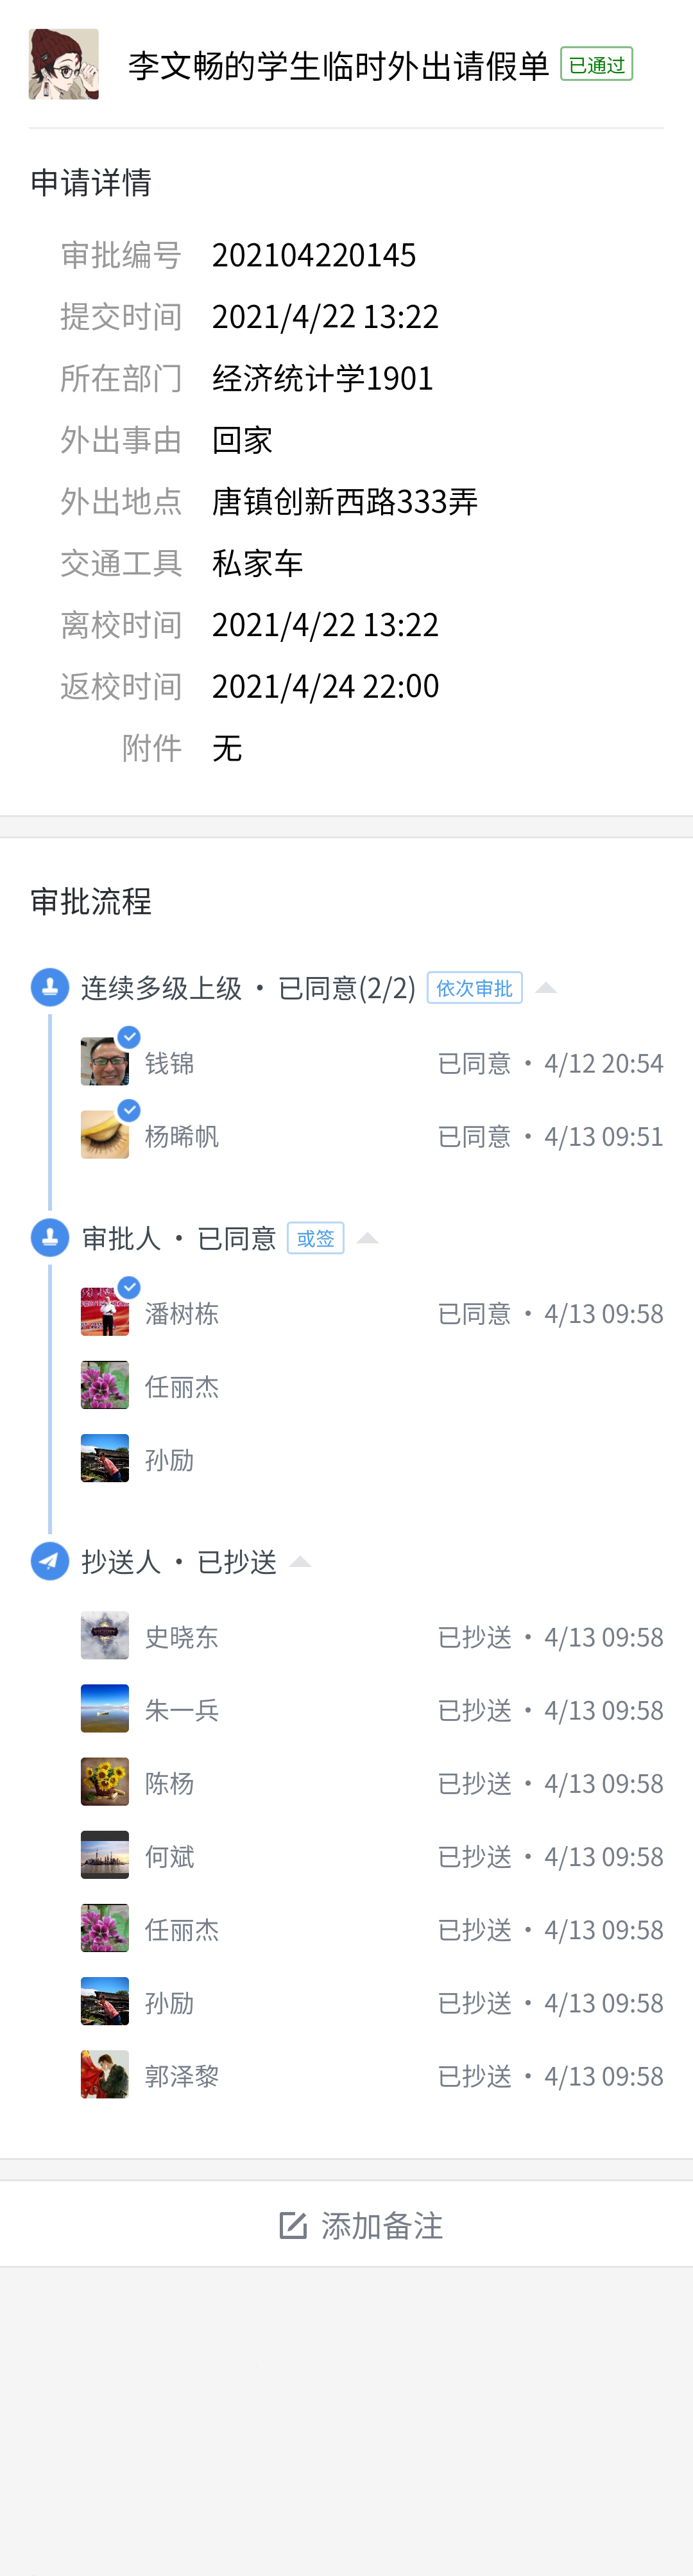 李文畅的学生临时外出请假单 已通过
申请详情
审批编号 202104220145
提交时间 2021/4/22 13:22
所在部门 经济统计学1901
外出事由 回家
外出地点 唐镇创新西路333弄
交通工具 私家车
离校时间 2021/4/22 13:22
返校时间 2021/4/24 22:00
附件 无
审批流程
连续多级上级 · 已同意(2/2) 依次审批
钱锦 已同意 · 4/12 20:54
杨晞帆 已同意 · 4/13 09:51
审批人 · 已同意 或签
潘树栋 已同意 · 4/13 09:58
任丽杰
孙励
抄送人 · 已抄送
史晓东 已抄送 · 4/13 09:58
朱一兵 已抄送 · 4/13 09:58
陈杨 已抄送 · 4/13 09:58
何斌 已抄送 · 4/13 09:58
任丽杰 已抄送 · 4/13 09:58
孙励 已抄送 · 4/13 09:58
郭泽黎 已抄送 · 4/13 09:58
添加备注